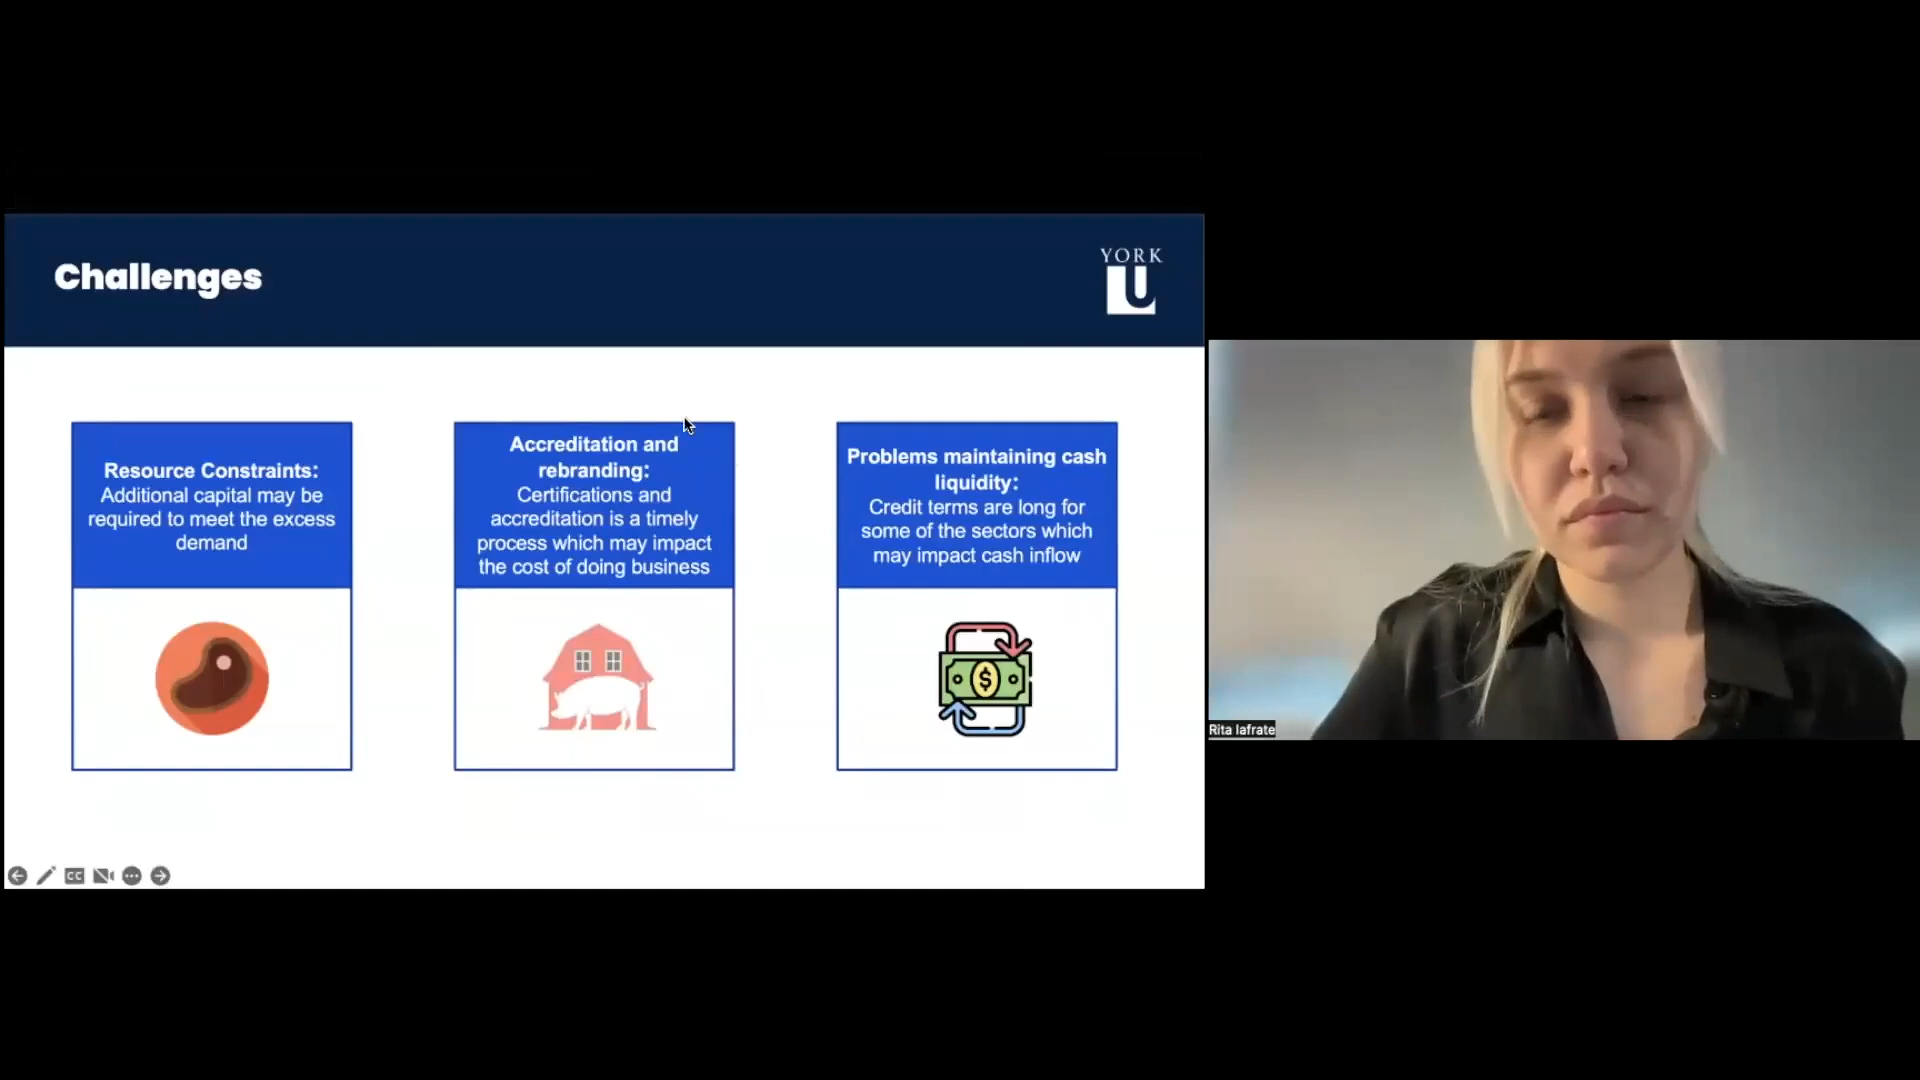 Challenges
YORK
U
Resource Constraints:
Additional capital may be
required to meet the excess
demand
Accreditation and
rebranding:
Certifications and
accreditation is a timely
process which may impact
the cost of doing business
Problems maintaining cash
liquidity:
Credit terms are long for
some of the sectors which
may impact cash inflow
$
CC
Rita Iafrate